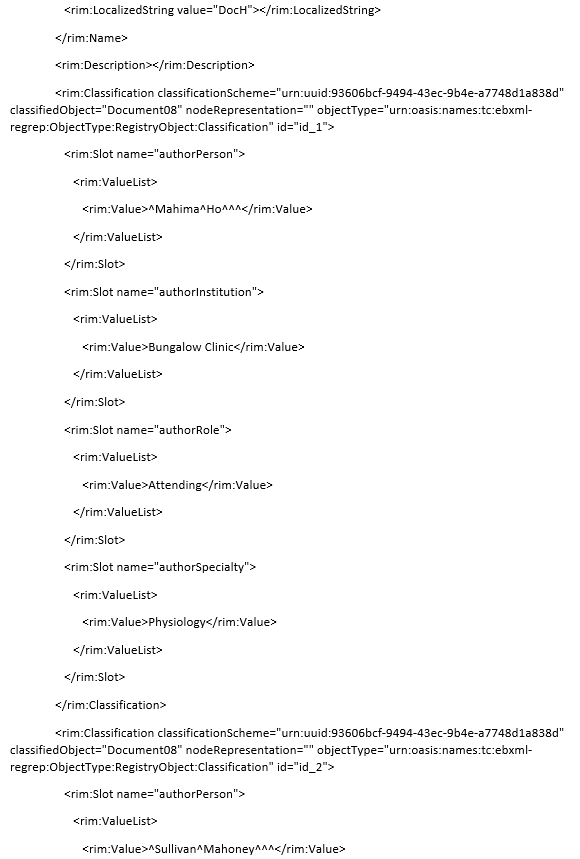 <rim:LocalizedString value="DocH"></rim:LocalizedString>
</rim:Name>
<rim:Description></rim:Description>
<rim:Classification classificationScheme="urn:uuid:93606bcf-9494-43ec-9b4e-a7748d1a838d"
classifiedObject="Document08" nodeRepresentation="" objectType="urn:oasis:names:tc:ebxml-
regrep:ObjectType:RegistryObject:Classification" id="id_1">
<rim:Slot name="authorPerson">
<rim:ValueList>
<rim:Value>^Mahima^Ho^^^</rim:Value>
</rim:ValueList>
</rim:Slot>
<rim:Slot name="authorInstitution">
<rim:ValueList>
<rim:Value>Bungalow Clinic</rim:Value>
</rim:ValueList>
</rim:Slot>
<rim:Slot name="authorRole">
<rim:ValueList>
<rim:Value>Attending</rim:Value>
</rim:ValueList>
</rim:Slot>
<rim:Slot name="authorSpecialty">
<rim:ValueList>
<rim:Value>Physiology</rim:Value>
</rim:ValueList>
</rim:Slot>
</rim:Classification>
<rim:Classification classificationScheme="urn:uuid:93606bcf-9494-43ec-9b4e-a7748d1a838d"
classifiedObject="Document08" nodeRepresentation="" objectType="urn:oasis:names:tc:ebxml-
regrep:ObjectType:RegistryObject:Classification" id="id_2">
<rim:Slot name="authorPerson">
<rim:ValueList>
<rim:Value>^Sullivan^Mahoney^^^</rim:Value>